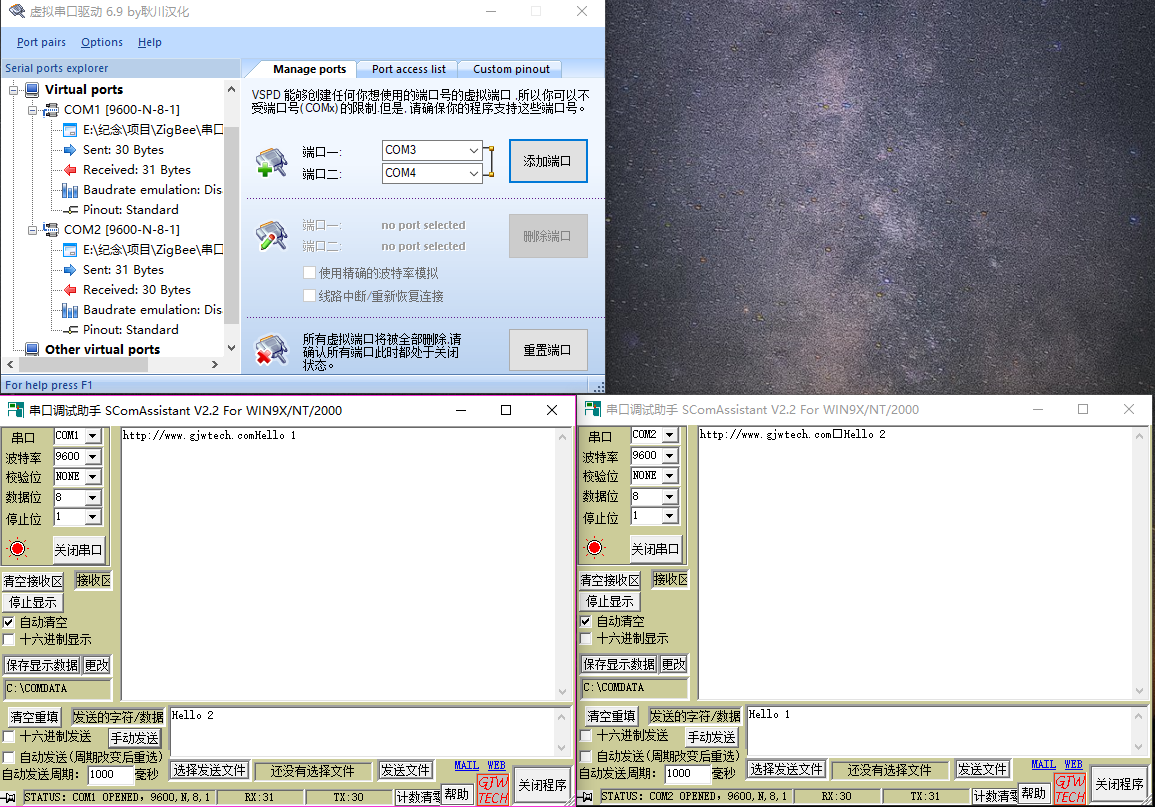 虚拟串口驱动 6.9 by耿川汉化
Port pairs Options Help
Serial ports explorer
Virtual ports
COM1 [9600-N-8-1]
E:\纪念\项目\ZigBee\串口
Sent: 30 Bytes
Received: 31 Bytes
Baudrate emulation: Dis
Pinout: Standard
COM2 [9600-N-8-1]
E:\纪念\项目\ZigBee\串口
Sent: 31 Bytes
Received: 30 Bytes
Baudrate emulation: Dis
Pinout: Standard
Other virtual ports
Manage ports Port access list Custom pinout
VSPD 能够创建任何你想使用的端口号的虚拟端口 ,所以你可以不
受端口号(COMx)的限制.但是, 请确保你的程序支持这些端口号。
端口一: COM3
端口二: COM4
添加端口
端口一: no port selected
端口二: no port selected
删除端口
使用精确的波特率模拟
线路中断/重新恢复连接
所有虚拟端口将被全部删除,请
确认所有端口此时都处于关闭
状态。
重置端口
For help press F1
串口调试助手 SComAssistant V2.2 For WIN9X/NT/2000
串口 COM1
波特率 9600
校验位 NONE
数据位 8
停止位 1
关闭串口
清空接收区 接收区
停止显示
自动清空
十六进制显示
保存显示数据 更改
C:\COMDATA
http://www.gjwtech.comHello 1
清空重填 发送的字符/数据 Hello 2
十六进制发送 手动发送
自动发送(周期改变后重选)
自动发送周期: 1000 毫秒 选择发送文件 还没有选择文件 发送文件 MAIL WEB
GJW TECH
关闭程序
STATUS: COM1 OPENED, 9600,N,8,1 RX:31 TX:30 计数清零 帮助
串口调试助手 SComAssistant V2.2 For WIN9X/NT/2000
串口 COM2
波特率 9600
校验位 NONE
数据位 8
停止位 1
关闭串口
清空接收区 接收区
停止显示
自动清空
十六进制显示
保存显示数据 更改
C:\COMDATA
http://www.gjwtech.com□Hello 2
清空重填 发送的字符/数据 Hello 1
十六进制发送 手动发送
自动发送(周期改变后重选)
自动发送周期: 1000 毫秒 选择发送文件 还没有选择文件 发送文件 MAIL WEB
GJW TECH
关闭程序
STATUS: COM2 OPENED, 9600,N,8,1 RX:30 TX:31 计数清零 帮助